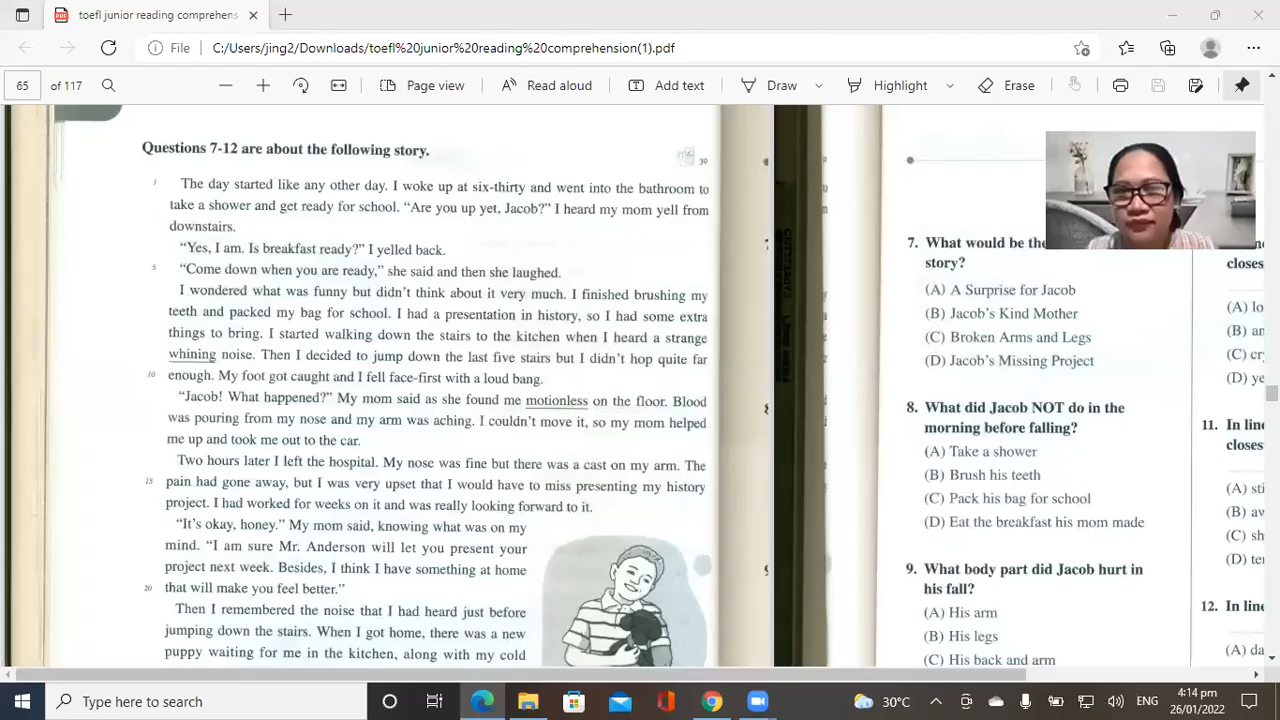 toefl junior reading comprehens
File
C:/Users/jing2/Downloads/toefl%20junior%20reading%20comprehension(1).pdf
65
of 117
Page view
Read aloud
Add text
Draw
Highlight
Erase
Questions 7-12 are about the following story.
30
1
The day started like any other day. I woke up at six-thirty and went into the bathroom to
take a shower and get ready for school. “Are you up yet, Jacob?” I heard my mom yell from
downstairs.
“Yes, I am. Is breakfast ready?” I yelled back.
5
“Come down when you are ready,” she said and then she laughed.
I wondered what was funny but didn’t think about it very much. I finished brushing my
teeth and packed my bag for school. I had a presentation in history, so I had some extra
things to bring. I started walking down the stairs to the kitchen when I heard a strange
whining noise. Then I decided to jump down the last five stairs but I didn’t hop quite far
10
enough. My foot got caught and I fell face-first with a loud bang.
“Jacob! What happened?” My mom said as she found me motionless on the floor. Blood
was pouring from my nose and my arm was aching. I couldn’t move it, so my mom helped
me up and took me out to the car.
Two hours later I left the hospital. My nose was fine but there was a cast on my arm. The
15
pain had gone away, but I was very upset that I would have to miss presenting my history
project. I had worked for weeks on it and was really looking forward to it.
“It’s okay, honey.” My mom said, knowing what was on my
mind. “I am sure Mr. Anderson will let you present your
project next week. Besides, I think I have something at home
20
that will make you feel better.”
Then I remembered the noise that I had heard just before
jumping down the stairs. When I got home, there was a new
puppy waiting for me in the kitchen, along with my cold
7. What would be the
story?
(A) A Surprise for Jacob
(B) Jacob’s Kind Mother
(C) Broken Arms and Legs
(D) Jacob’s Missing Project
8. What did Jacob NOT do in the
morning before falling?
(A) Take a shower
(B) Brush his teeth
(C) Pack his bag for school
(D) Eat the breakfast his mom made
9. What body part did Jacob hurt in
his fall?
(A) His arm
(B) His legs
(C) His back and arm
closes
(A) lo
(B) an
(C) cr
(D) ye
11. In line
closes
(A) sti
(B) aw
(C) sh
(D) ter
12. In line
(A) da
Type here to search
30°C
ENG
4:14 pm
26/01/2022